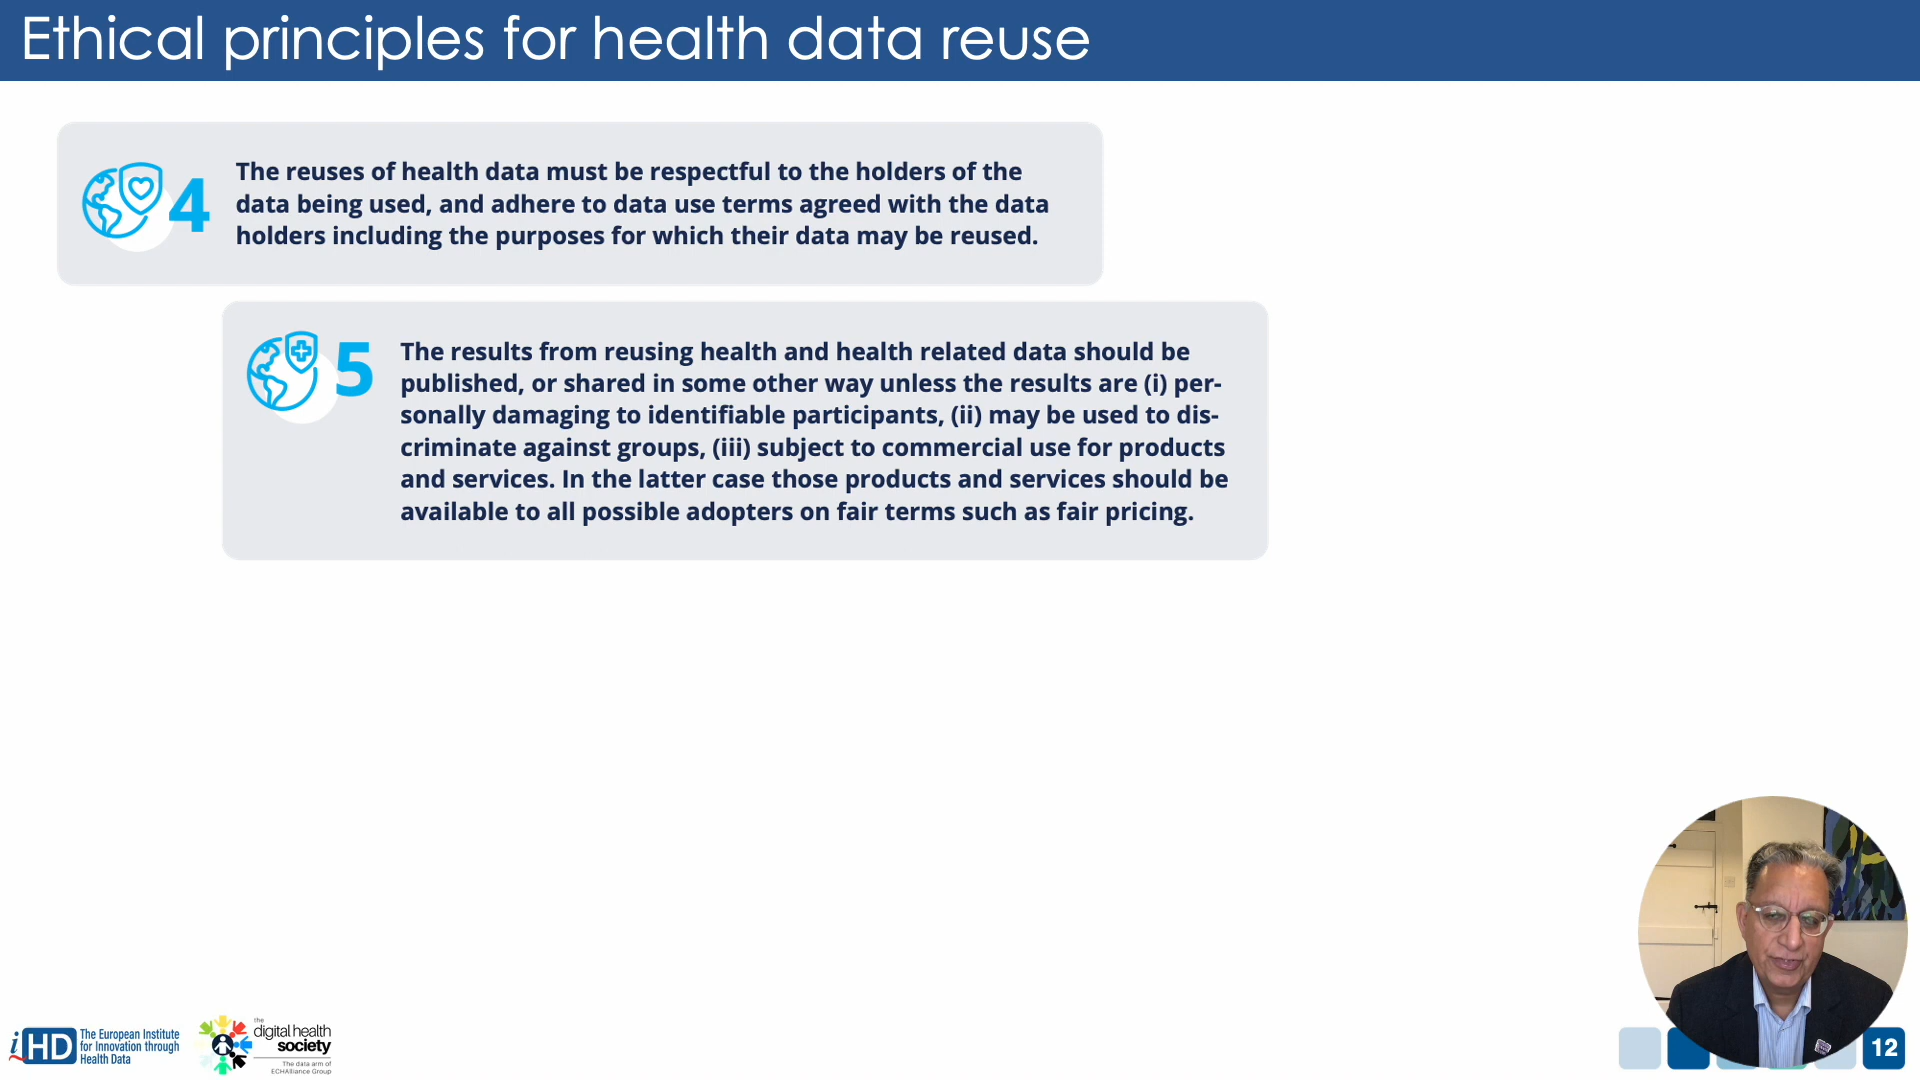 Ethical principles for health data reuse
4
The reuses of health data must be respectful to the holders of the
data being used, and adhere to data use terms agreed with the data
holders including the purposes for which their data may be reused.
5
The results from reusing health and health related data should be
published, or shared in some other way unless the results are (i) per-
sonally damaging to identifiable participants, (ii) may be used to dis-
criminate against groups, (iii) subject to commercial use for products
and services. In the latter case those products and services should be
available to all possible adopters on fair terms such as fair pricing.
iHD
The European Institute
for Innovation through
Health Data
the
digital health
society
The data arm of
ECHAlliance Group
12